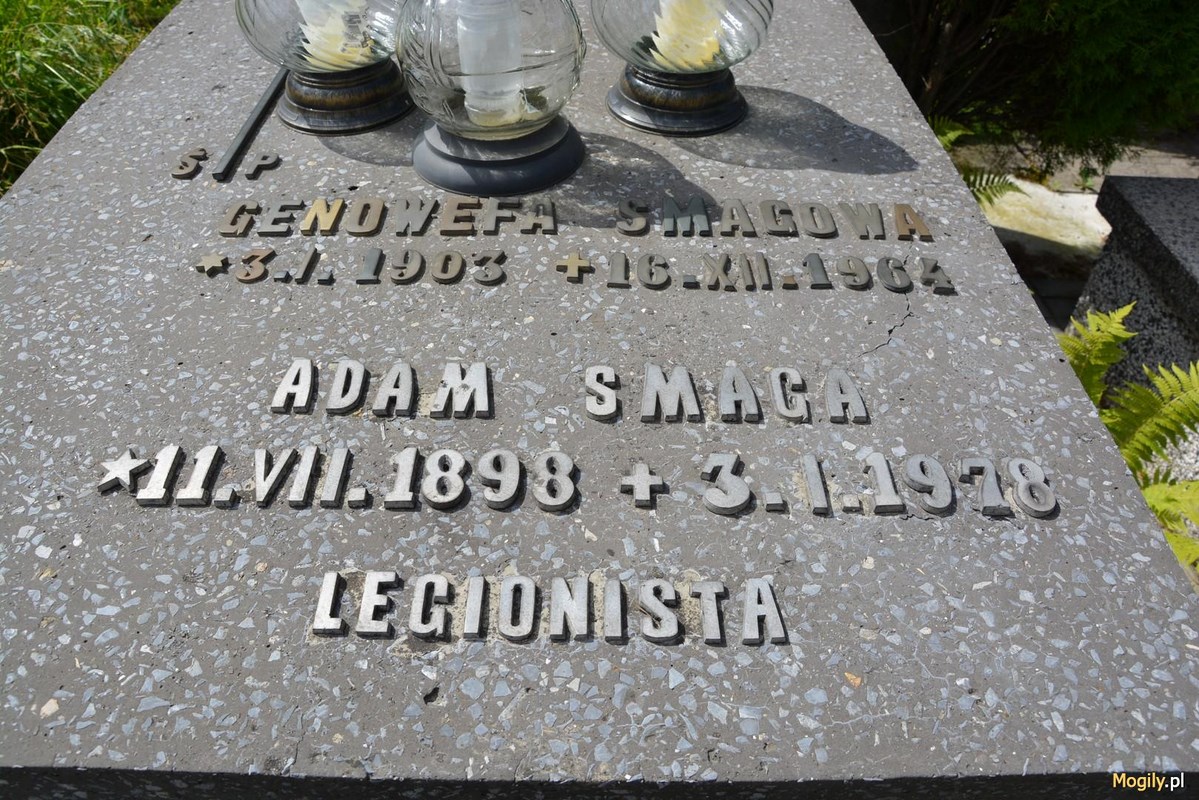 Ś P
GENOWEFA SMAGOWA
*3.I.1903 +16.XII.1964
ADAM SMAGA
*11.VII.1898 +3.I.1978
LEGIONISTA
Mogily.pl